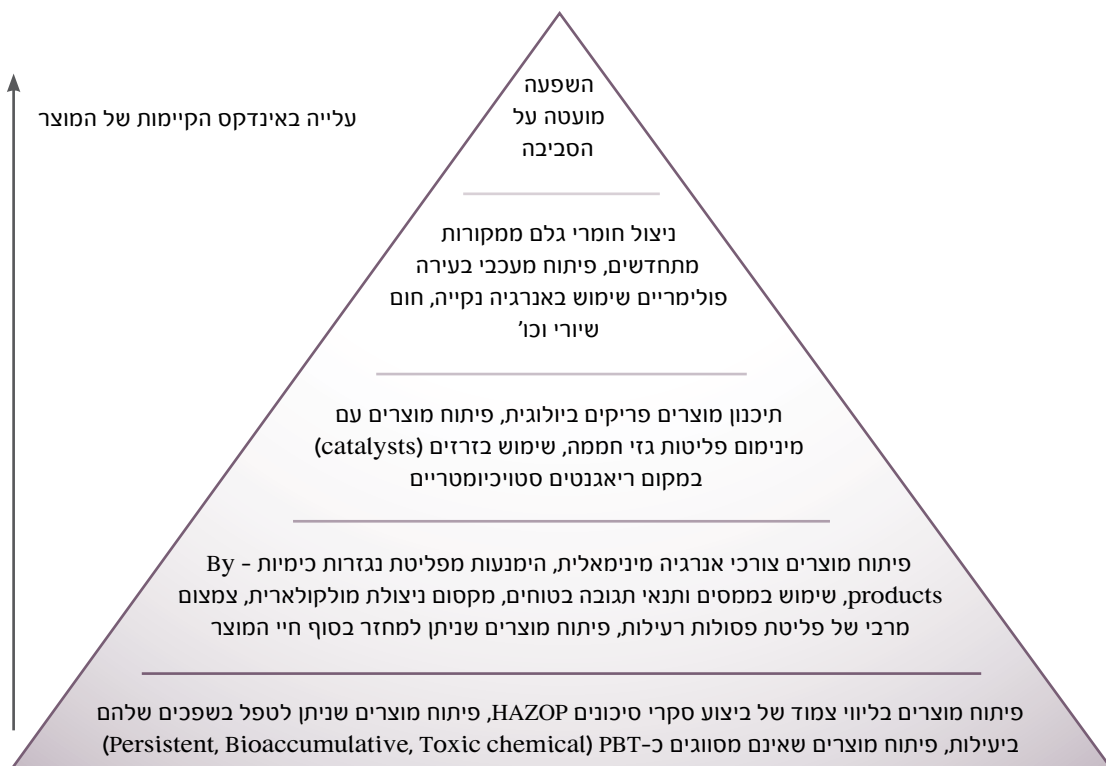 השפעה
מועטה על
הסביבה
עלייה באינדקס הקיימות של המוצר
ניצול חומרי גלם ממקורות
מתחדשים, פיתוח מעכבי בעירה
פולימריים שימוש באנרגיה נקייה, חום
שיורי וכו'
תיכנון מוצרים פריקים ביולוגית, פיתוח מוצרים עם
מינימום פליטות גזי חממה, שימוש בזרזים (catalysts)
במקום ריאגנטים סטויכיומטריים
פיתוח מוצרים צורכי אנרגיה מינימאלית, הימנעות מפליטת נגזרות כימיות - By
products, שימוש בממסים ותנאי תגובה בטוחים, מקסום ניצולת מולקולארית, צמצום
מרבי של פליטת פסולות רעילות, פיתוח מוצרים שניתן למחזר בסוף חיי המוצר
פיתוח מוצרים בליווי צמוד של ביצוע סקרי סיכונים HAZOP, פיתוח מוצרים שניתן לטפל בשפכים שלהם
ביעילות, פיתוח מוצרים שאינם מסווגים כ-PBT (Persistent, Bioaccumulative, Toxic chemical)